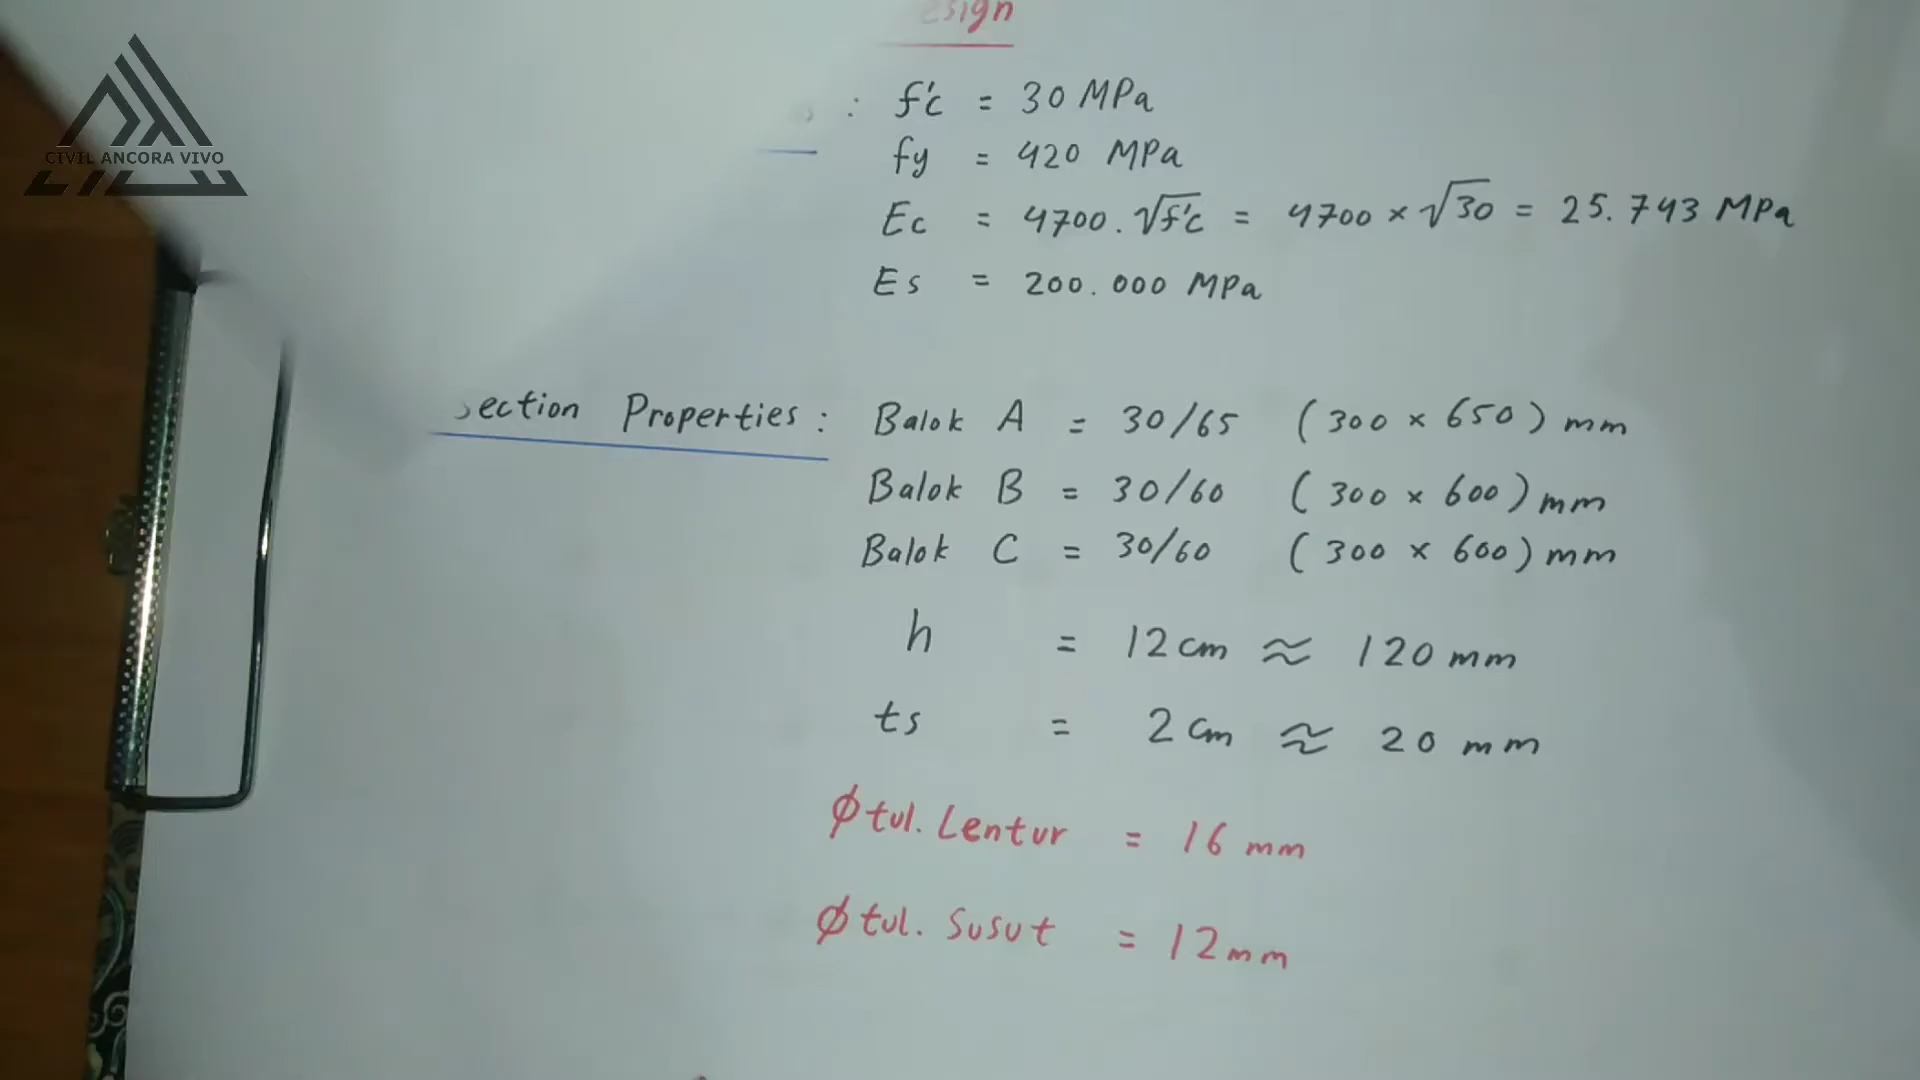 CIVIL ANCORA VIVO
: f'c = 30 MPa
fy = 420 MPa
Ec = 4700.√f'c = 4700 × √30 = 25.743 MPa
Es = 200.000 MPa
Section Properties : Balok A = 30/65 (300 × 650) mm
Balok B = 30/60 (300 × 600) mm
Balok C = 30/60 (300 × 600) mm
h = 12 cm ≈ 120 mm
ts = 2 cm ≈ 20 mm
Ø tul. Lentur = 16 mm
Ø tul. Susut = 12 mm